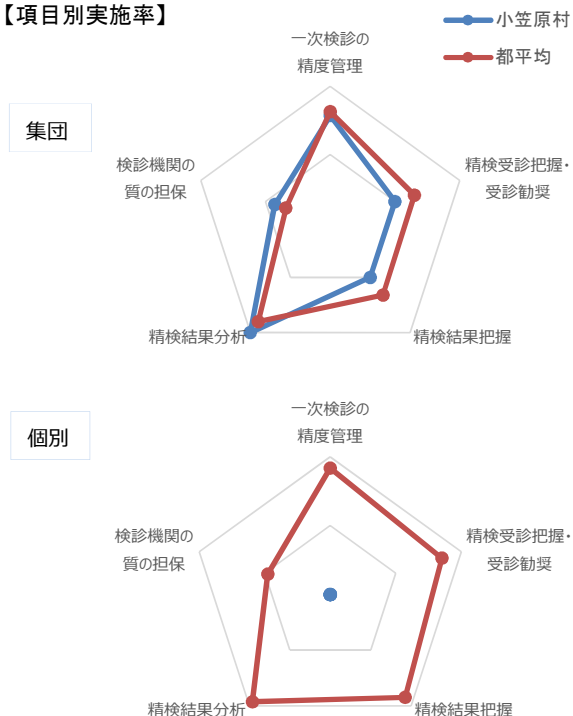 【項目別実施率】
小笠原村
都平均
集団
一次検診の
精度管理
検診機関の
質の担保
精検受診把握・
受診勧奨
精検結果分析
精検結果把握
個別
一次検診の
精度管理
検診機関の
質の担保
精検受診把握・
受診勧奨
精検結果分析
精検結果把握